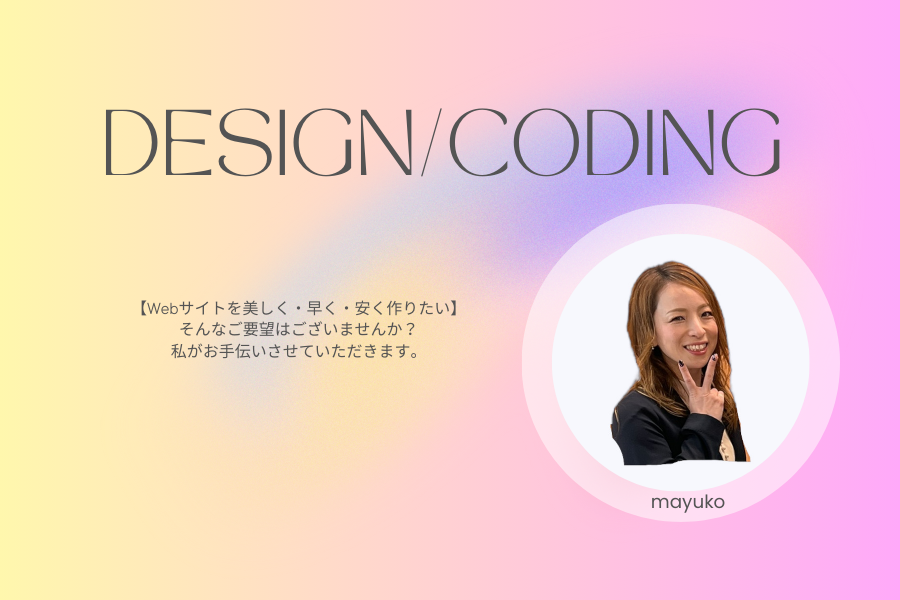 DESIGN/CODING
【Webサイトを美しく・早く・安く作りたい】
そんなご要望はございませんか？
私がお手伝いさせていただきます。
mayuko